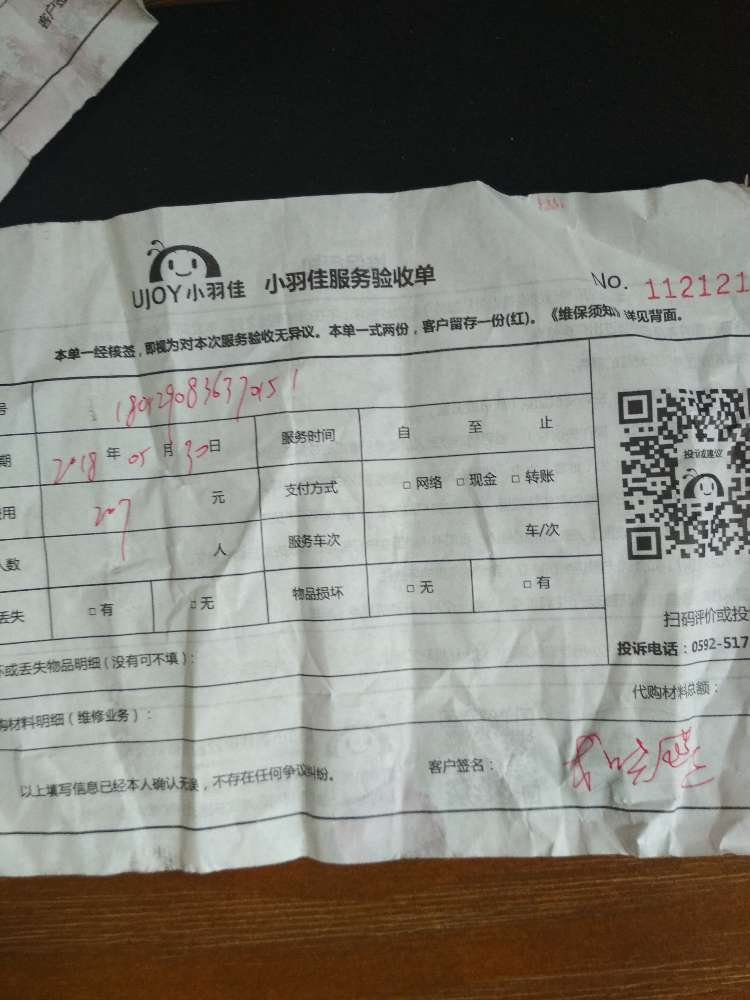 UJOY小羽佳 小羽佳服务验收单
No. 112121
本单一经核签，即视为对本次服务验收无异议。本单一式两份，客户留存一份(红)。《维保须知》详见背面。
号
期 2018 年 05 月 30 日 服务时间 自 至 止
费用 207 元 支付方式 □ 网络 □ 现金 □ 转账
人数 人 服务车次 车/次
丢失 □ 有 □ 无 物品损坏 □ 无 □ 有
投诉或建议
扫码评价或投
投诉电话：0592-517
坏或丢失物品明细（没有可不填）：
代购材料总额：
购材料明细（维修业务）：
以上填写信息已经本人确认无误，不存在任何争议纠纷。
客户签名：